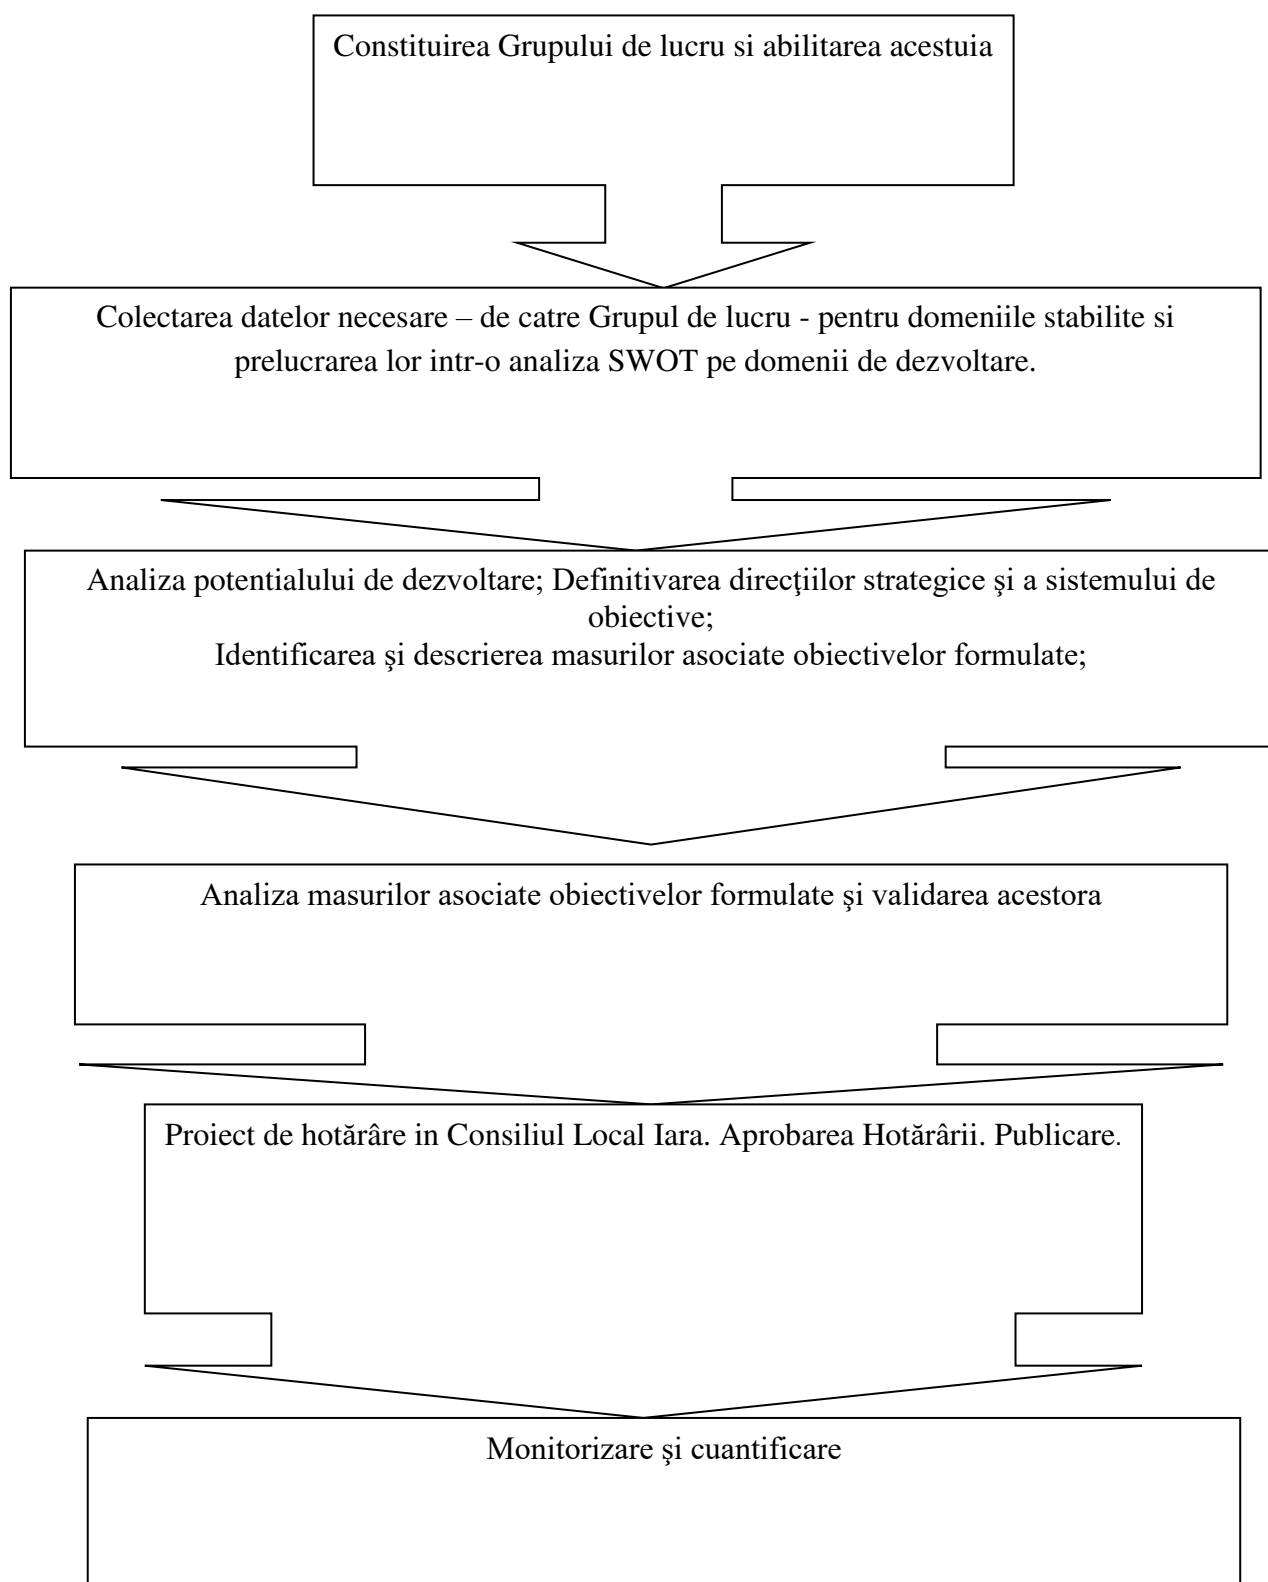 Constituirea Grupului de lucru si abilitarea acestuia
Colectarea datelor necesare – de catre Grupul de lucru - pentru domeniile stabilite si
prelucrarea lor intr-o analiza SWOT pe domenii de dezvoltare.
Analiza potentialului de dezvoltare; Definitivarea direcţiilor strategice şi a sistemului de
obiective;
Identificarea şi descrierea masurilor asociate obiectivelor formulate;
Analiza masurilor asociate obiectivelor formulate şi validarea acestora
Proiect de hotărâre in Consiliul Local Iara. Aprobarea Hotărârii. Publicare.
Monitorizare şi cuantificare